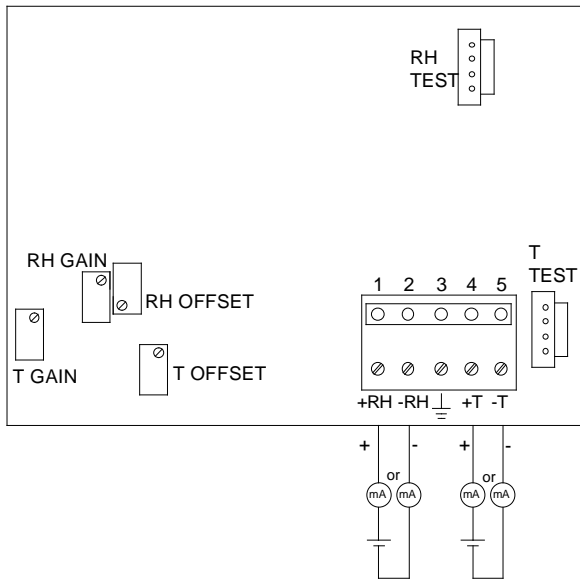 RH
TEST
RH GAIN
RH OFFSET
T GAIN
T OFFSET
T
TEST
1 2 3 4 5
+RH -RH +T -T
+ - + -
or or
mA mA mA mA